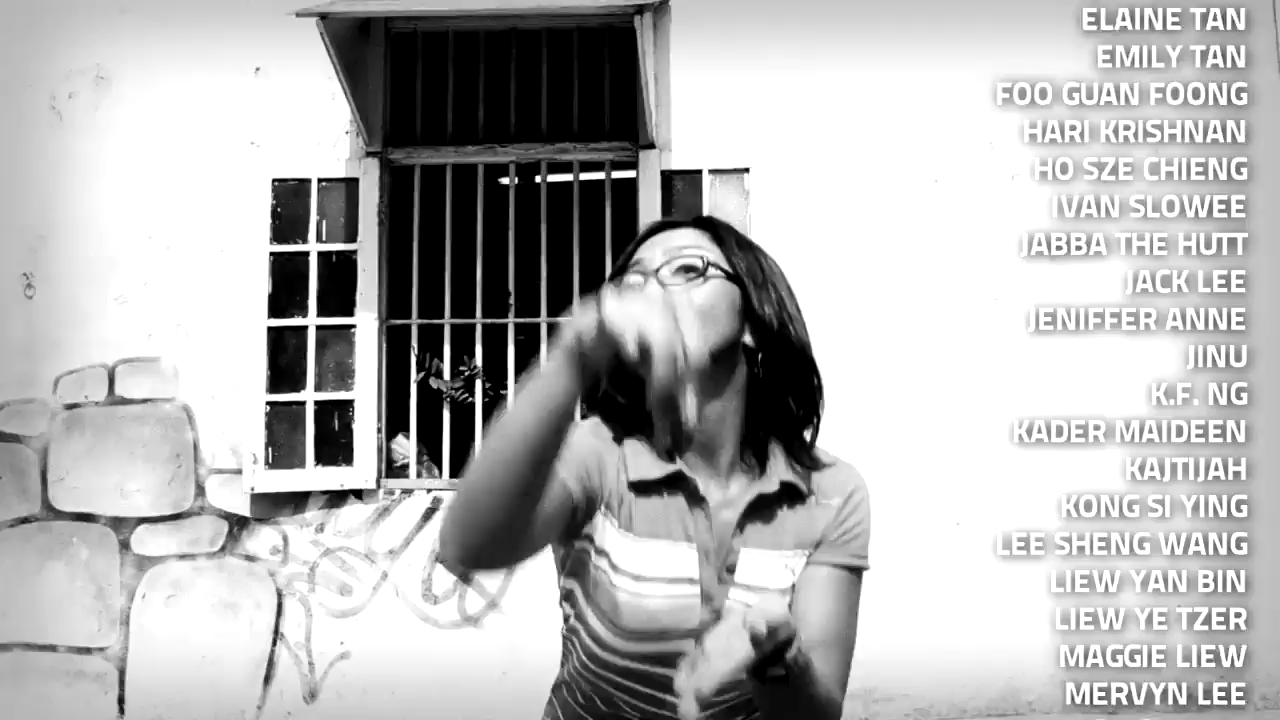 ELAINE TAN
EMILY TAN
FOO GUAN FOONG
HARI KRISHNAN
HO SZE CHIENG
IVAN SLOWEE
JABBA THE HUTT
JACK LEE
JENIFFER ANNE
JINU
K.F. NG
KADER MAIDEEN
KAJTIJAH
KONG SI YING
LEE SHENG WANG
LIEW YAN BIN
LIEW YE TZER
MAGGIE LIEW
MERVYN LEE